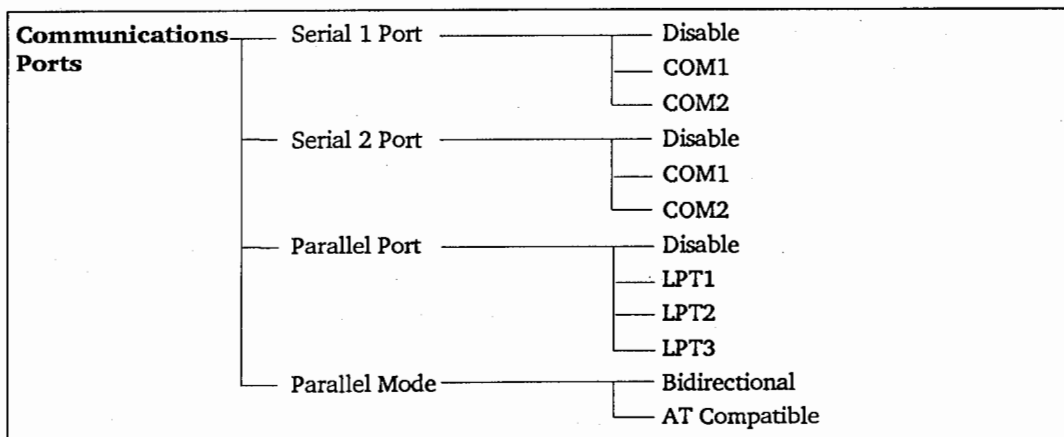 Communications Ports
Serial 1 Port
Disable
COM1
COM2
Serial 2 Port
Disable
COM1
COM2
Parallel Port
Disable
LPT1
LPT2
LPT3
Parallel Mode
Bidirectional
AT Compatible